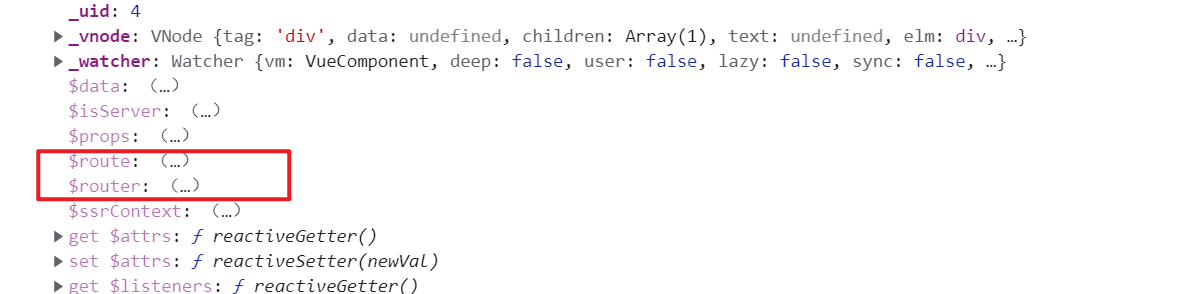 _uid: 4
_vnode: VNode {tag: 'div', data: undefined, children: Array(1), text: undefined, elm: div, …}
_watcher: Watcher {vm: VueComponent, deep: false, user: false, lazy: false, sync: false, …}
$data: (…)
$isServer: (…)
$props: (…)
$route: (…)
$router: (…)
$ssrContext: (…)
get $attrs: ƒ reactiveGetter()
set $attrs: ƒ reactiveSetter(newVal)
get $listeners: ƒ reactiveGetter()